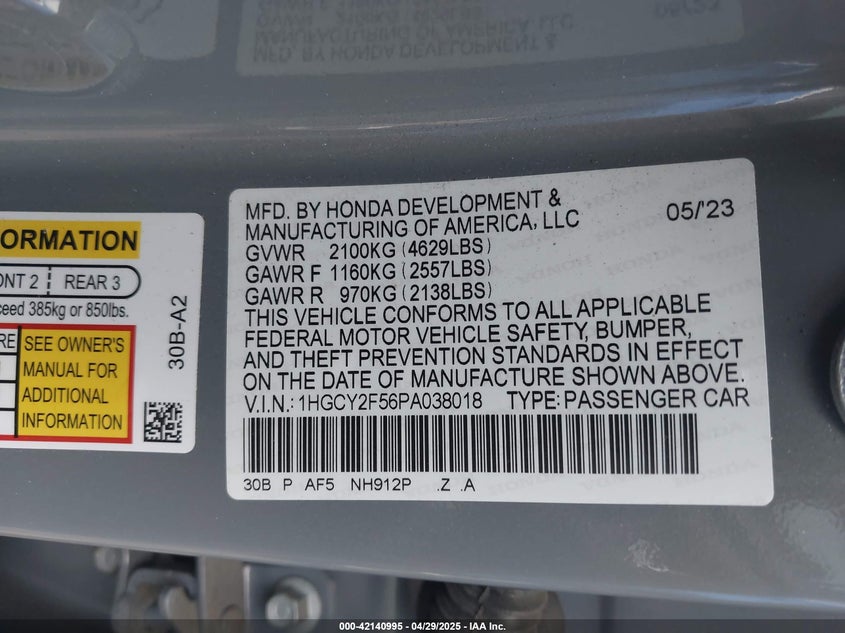 MFD. BY HONDA DEVELOPMENT &
MANUFACTURING OF AMERICA, LLC 05/'23
GVWR 2100KG (4629LBS)
GAWR F 1160KG (2557LBS)
GAWR R 970KG (2138LBS)
THIS VEHICLE CONFORMS TO ALL APPLICABLE
FEDERAL MOTOR VEHICLE SAFETY, BUMPER,
AND THEFT PREVENTION STANDARDS IN EFFECT
ON THE DATE OF MANUFACTURE SHOWN ABOVE.
V.I.N.: 1HGCY2F56PA038018 TYPE: PASSENGER CAR
30B P AF5 NH912P .Z .A
ORMATION
ONT 2 REAR 3
ceed 385kg or 850lbs.
RE
SEE OWNER'S
MANUAL FOR
ADDITIONAL
INFORMATION
30B-A2
000-42140995 - 04/29/2025 - IAA Inc.